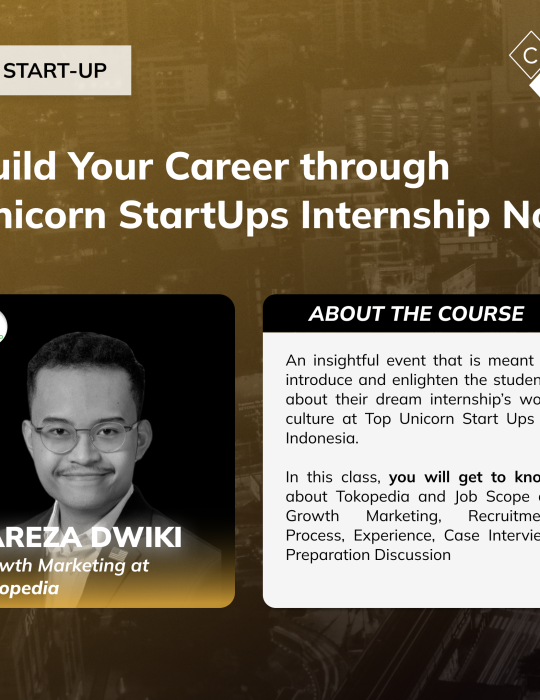 START-UP
C
uild Your Career through
nicorn StartUps Internship No
ABOUT THE COURSE
An insightful event that is meant
introduce and enlighten the studen
about their dream internship's wo
culture at Top Unicorn Start Ups
Indonesia.
In this class, you will get to kno
about Tokopedia and Job Scope
Growth Marketing, Recruitme
Process, Experience, Case Intervie
Preparation Discussion
AREZA DWIKI
wth Marketing at
opedia